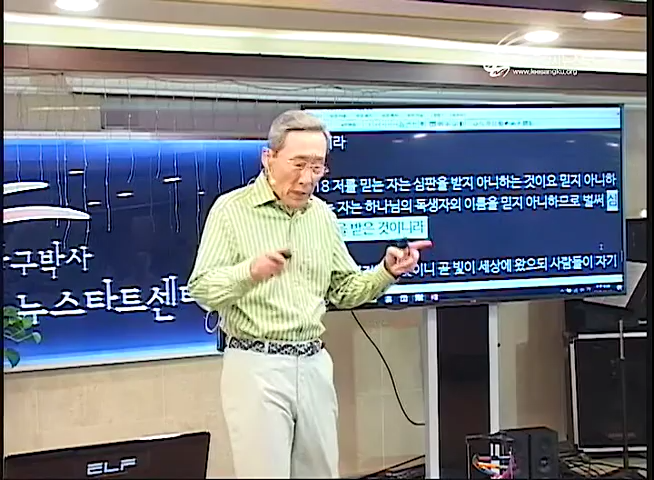 www.leesangku.org
라
18 저를 믿는 자는 심판을 받지 아니하는 것이요 믿지 아니하
는 자는 하나님의 독생자의 이름을 믿지 아니하므로 벌써 심
을 받은 것이니라
것이니 곧 빛이 세상에 왔으되 사람들이 자기
구박사
뉴스타트센터
ELF